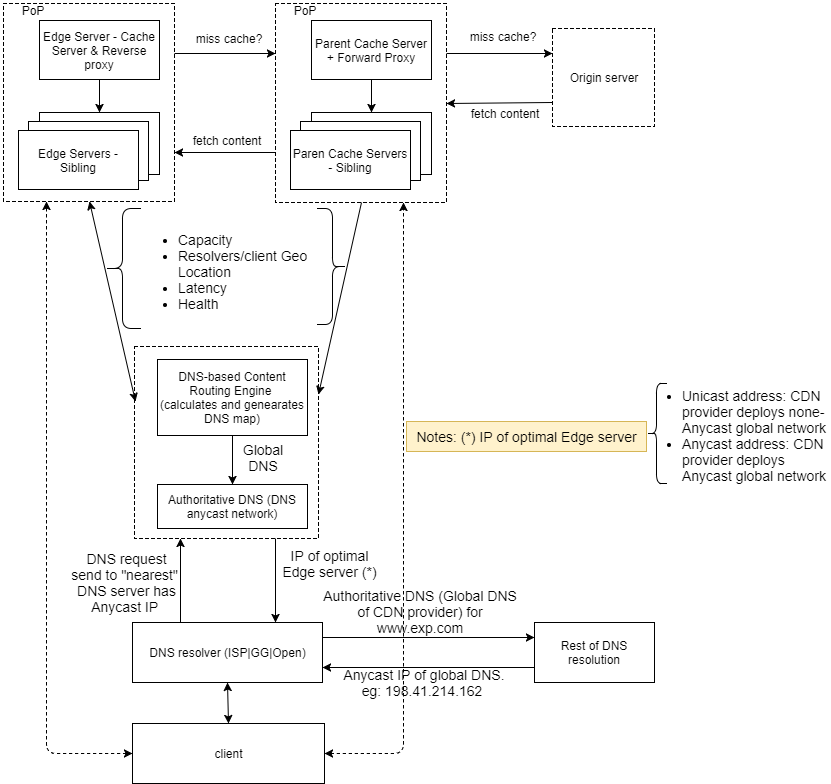 PoP
Edge Server - Cache
Server & Reverse
proxy
Edge Servers -
Sibling
miss cache?
fetch content
PoP
Parent Cache Server
+ Forward Proxy
Paren Cache Servers
- Sibling
miss cache?
fetch content
Origin server
• Capacity
• Resolvers/client Geo
Location
• Latency
• Health
DNS-based Content
Routing Engine
(calculates and genearates
DNS map)
Global
DNS
Authoritative DNS (DNS
anycast network)
Notes: (*) IP of optimal Edge server
• Unicast address: CDN
provider deploys none-
Anycast global network
• Anycast address: CDN
provider deploys
Anycast global network
DNS request
send to "nearest"
DNS server has
Anycast IP
IP of optimal
Edge server (*)
Authoritative DNS (Global DNS
of CDN provider) for
www.exp.com
DNS resolver (ISP|GG|Open)
Rest of DNS
resolution
Anycast IP of global DNS.
eg: 198.41.214.162
client